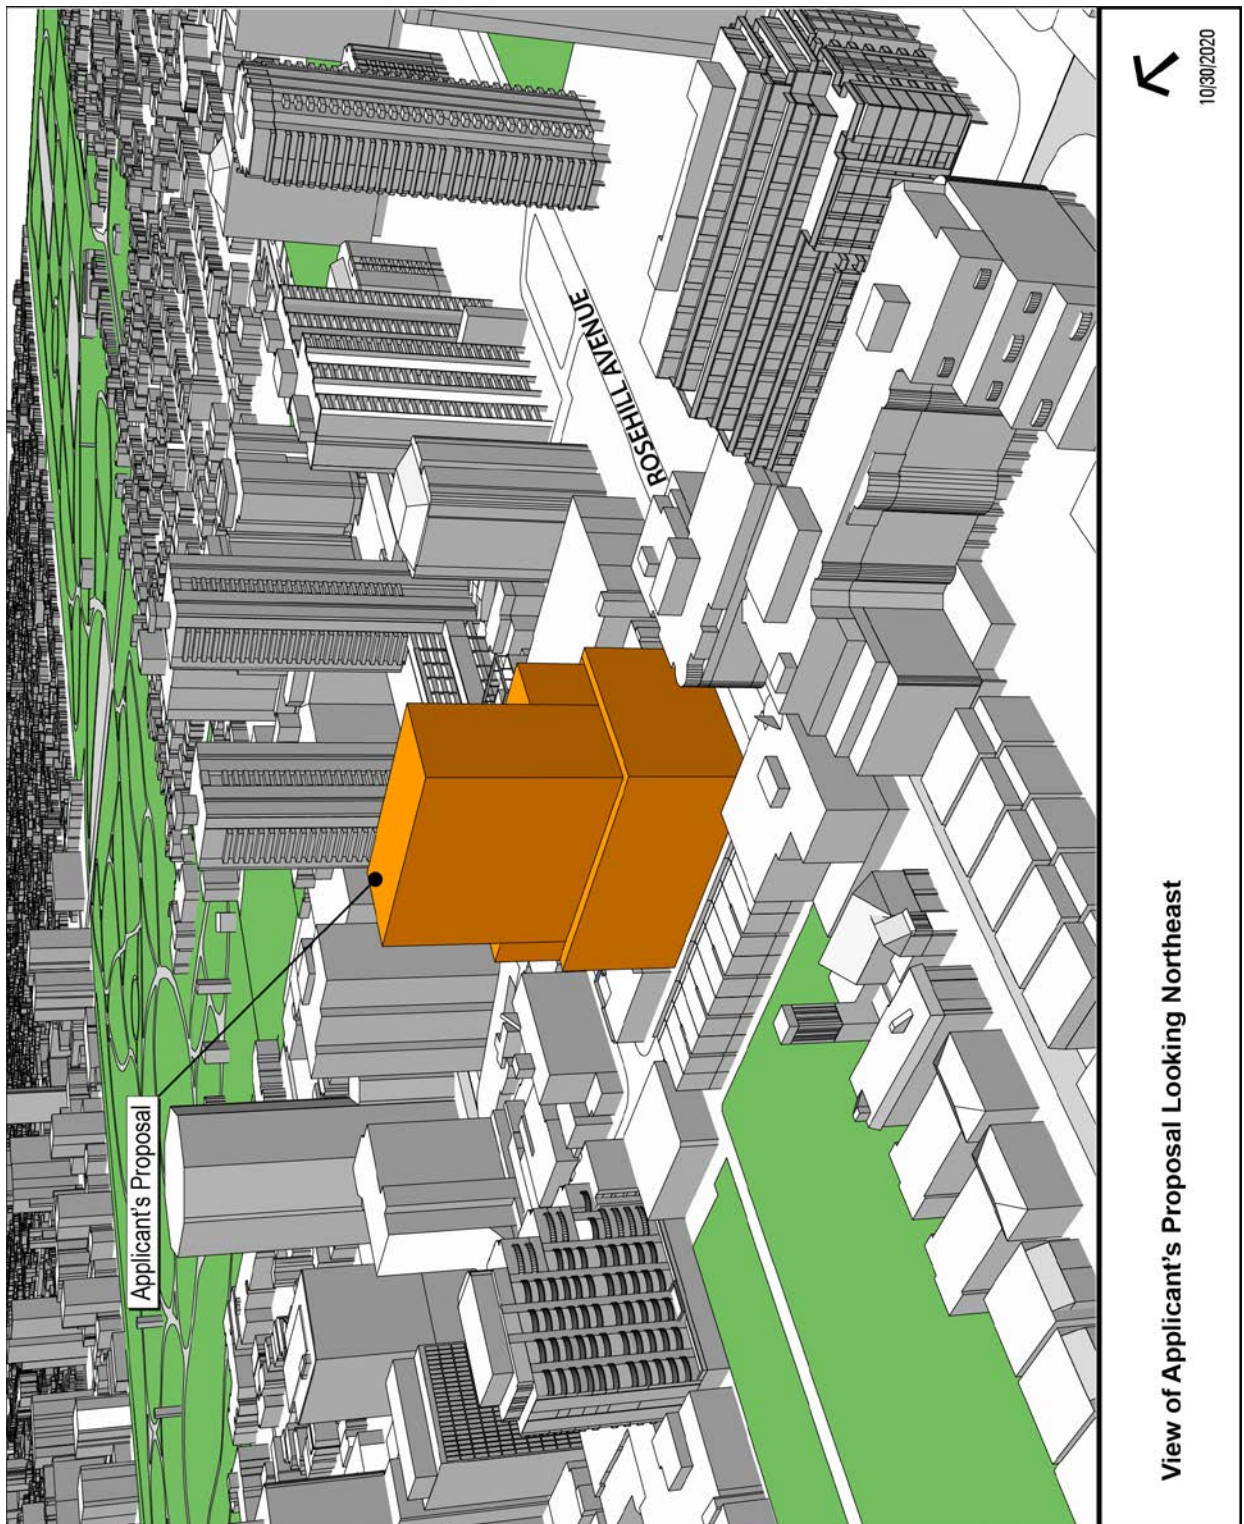 Applicant's Proposal
ROSEHILL AVENUE
View of Applicant's Proposal Looking Northeast
10/30/2020